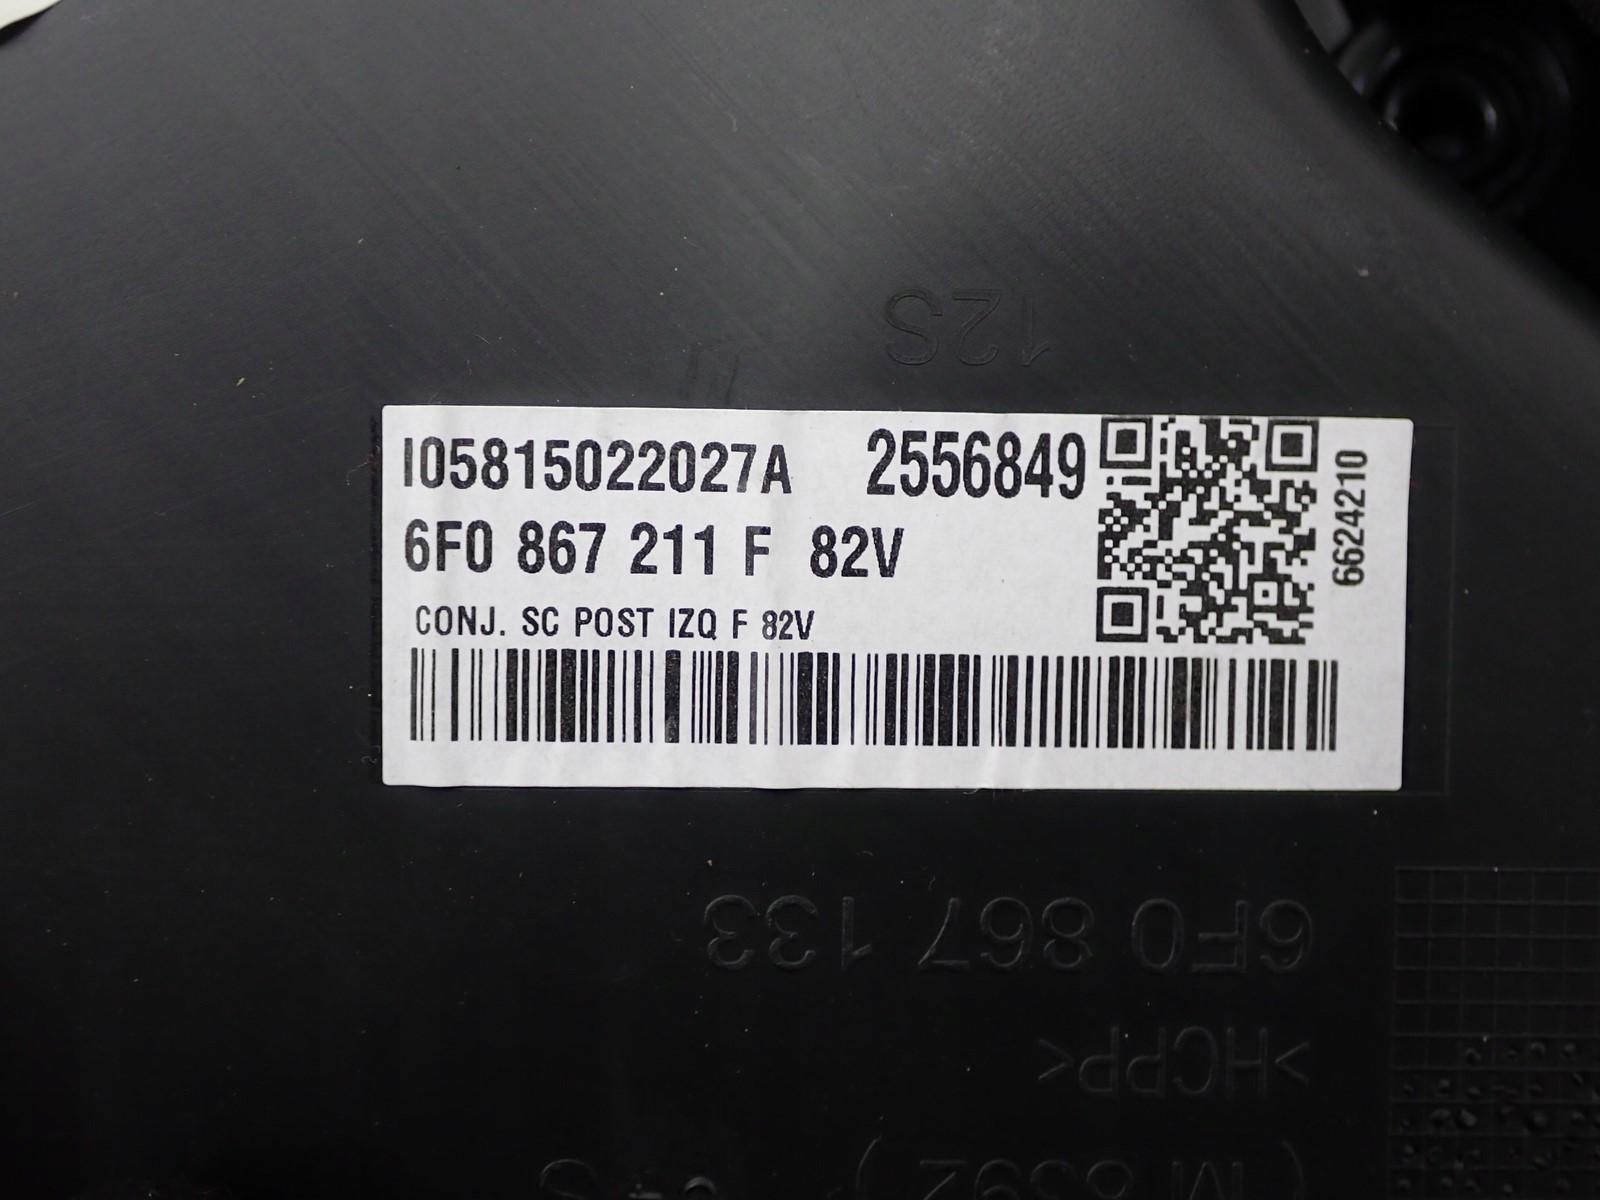 12S
I05815022027A 2556849
6F0 867 211 F 82V
CONJ. SC POST IZQ F 82V
6624210
6F0 867 133
>HCPP<